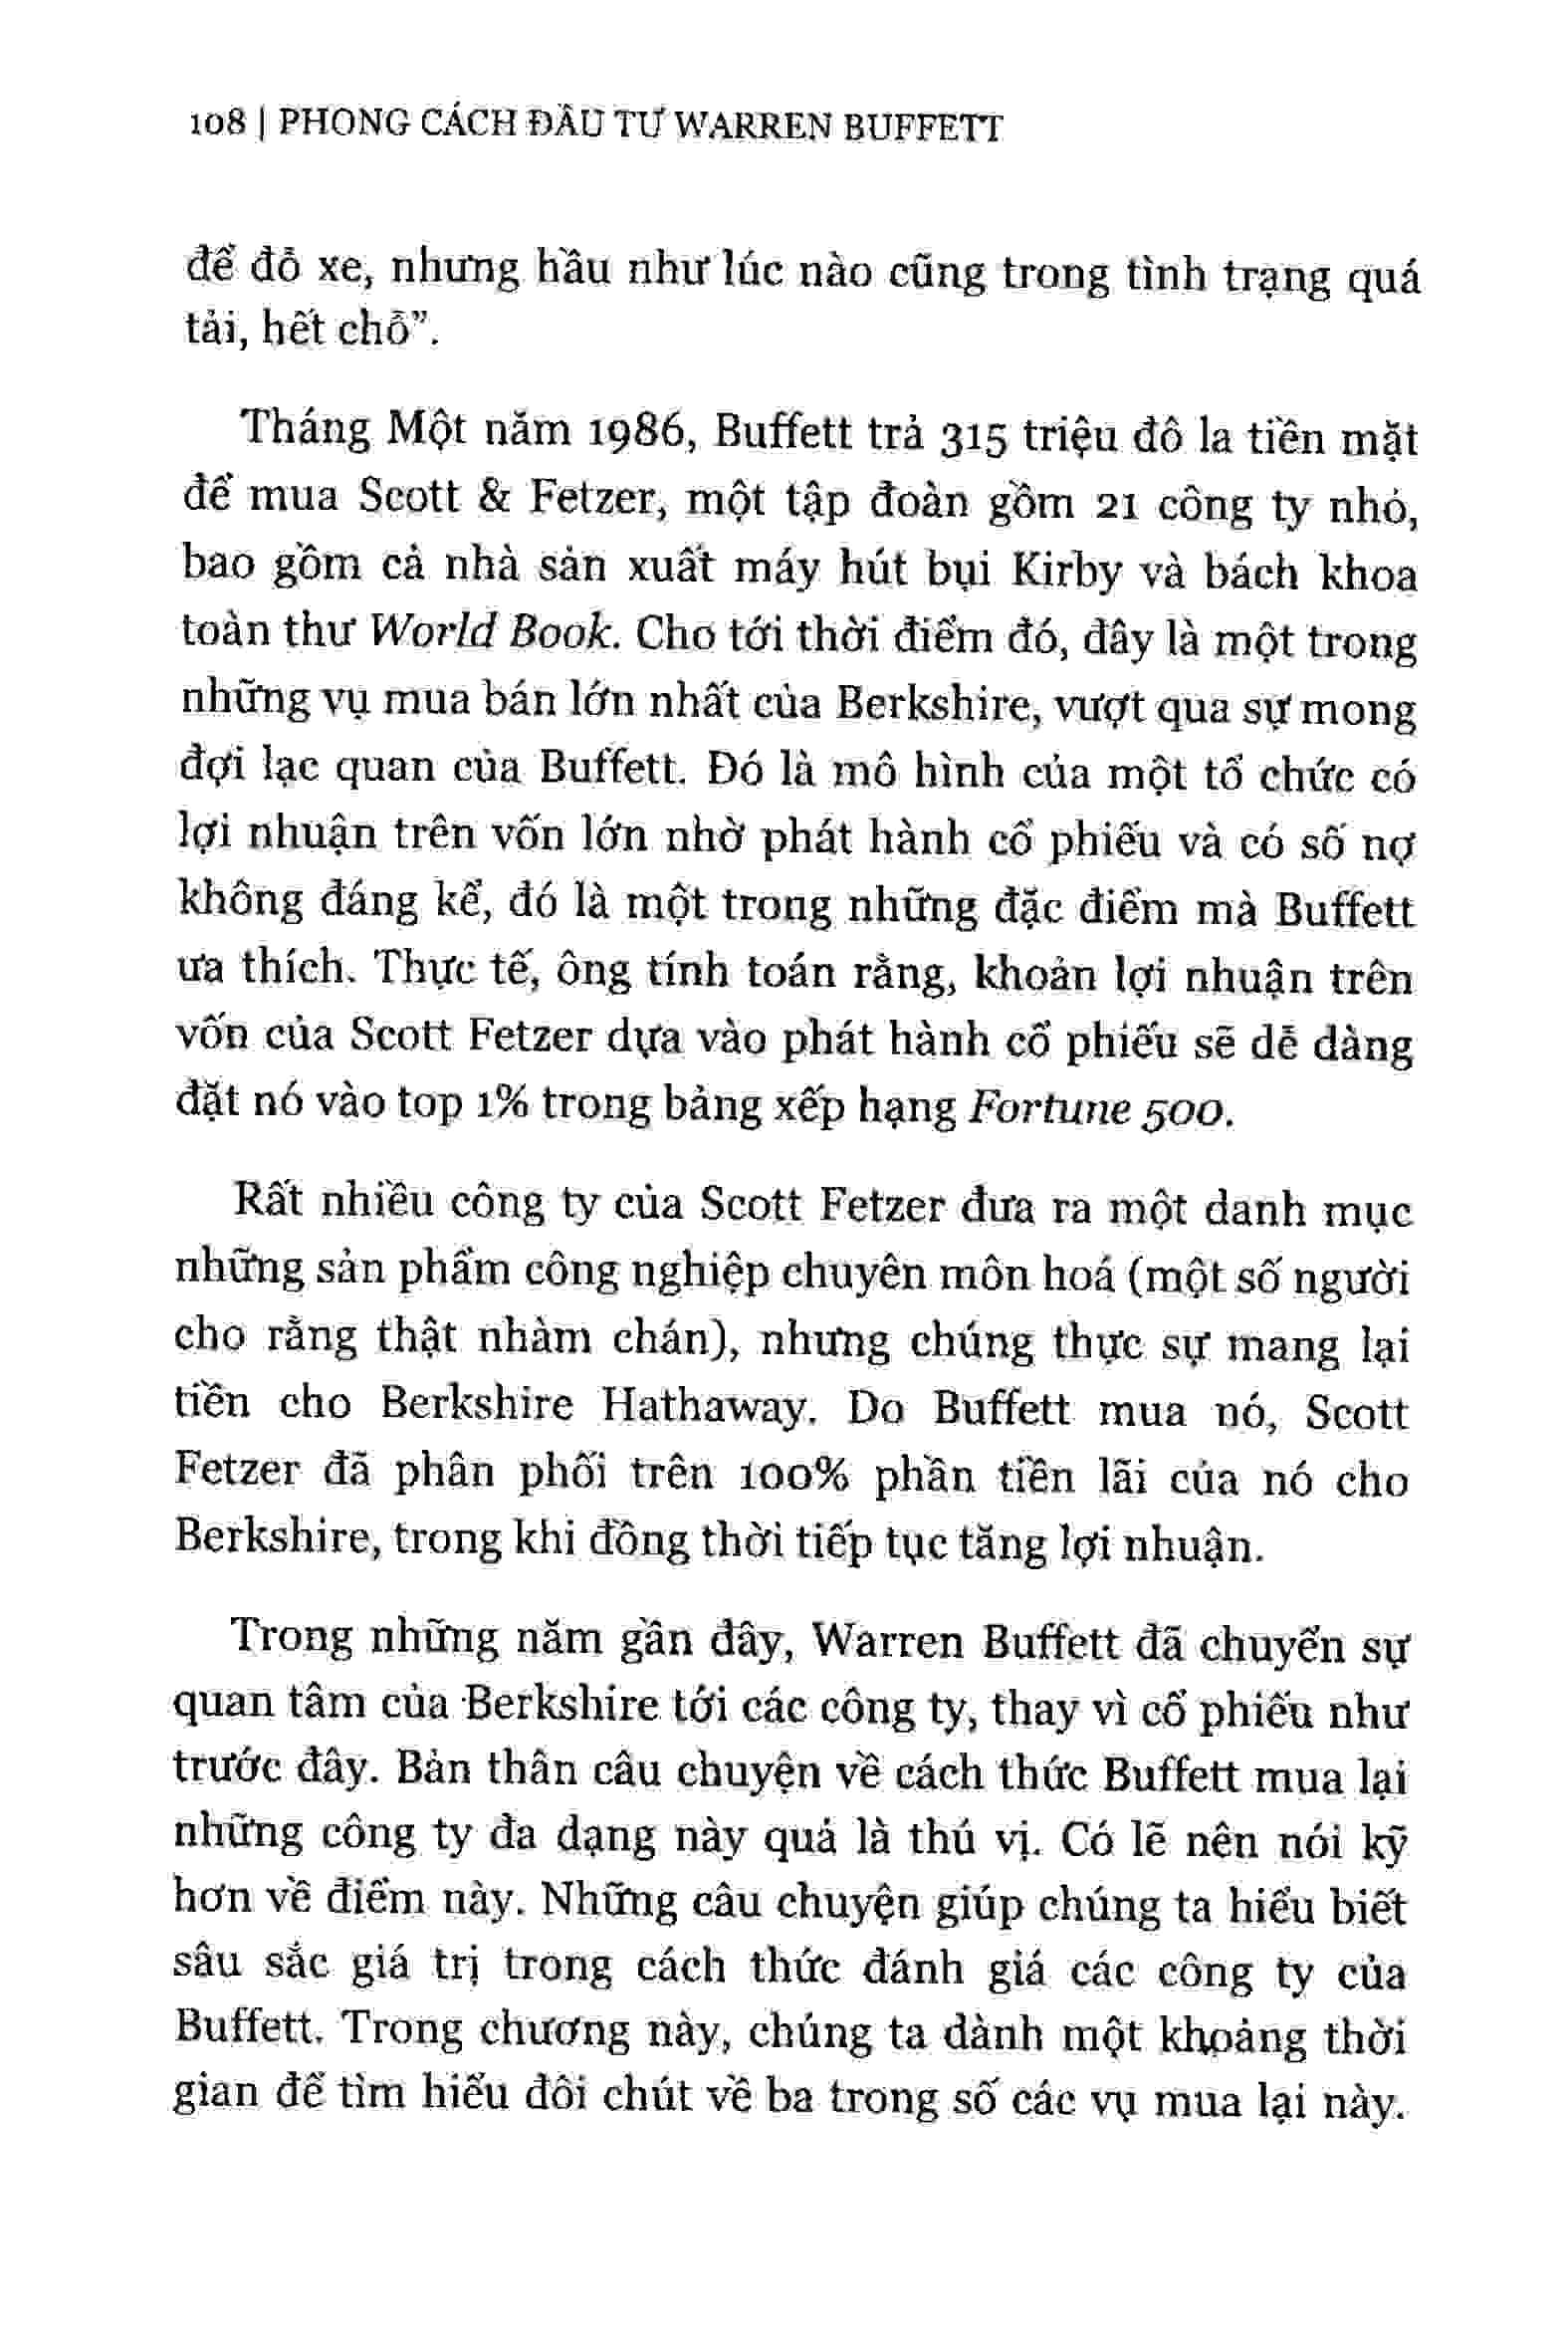 108 | PHONG CÁCH ĐẦU TƯ WARREN BUFFETT
để đỗ xe, nhưng hầu như lúc nào cũng trong tình trạng quá
tải, hết chỗ”.
Tháng Một năm 1986, Buffett trả 315 triệu đô la tiền mặt
để mua Scott & Fetzer, một tập đoàn gồm 21 công ty nhỏ,
bao gồm cả nhà sản xuất máy hút bụi Kirby và bách khoa
toàn thư World Book. Cho tới thời điểm đó, đây là một trong
những vụ mua bán lớn nhất của Berkshire, vượt qua sự mong
đợi lạc quan của Buffett. Đó là mô hình của một tổ chức có
lợi nhuận trên vốn lớn nhờ phát hành cổ phiếu và có số nợ
không đáng kể, đó là một trong những đặc điểm mà Buffett
ưa thích. Thực tế, ông tính toán rằng, khoản lợi nhuận trên
vốn của Scott Fetzer dựa vào phát hành cổ phiếu sẽ dễ dàng
đặt nó vào top 1% trong bảng xếp hạng Fortune 500.
Rất nhiều công ty của Scott Fetzer đưa ra một danh mục
những sản phẩm công nghiệp chuyên môn hoá (một số người
cho rằng thật nhàm chán), nhưng chúng thực sự mang lại
tiền cho Berkshire Hathaway. Do Buffett mua nó, Scott
Fetzer đã phân phối trên 100% phần tiền lãi của nó cho
Berkshire, trong khi đồng thời tiếp tục tăng lợi nhuận.
Trong những năm gần đây, Warren Buffett đã chuyển sự
quan tâm của Berkshire tới các công ty, thay vì cổ phiếu như
trước đây. Bản thân câu chuyện về cách thức Buffett mua lại
những công ty đa dạng này quả là thú vị. Có lẽ nên nói kỹ
hơn về điểm này. Những câu chuyện giúp chúng ta hiểu biết
sâu sắc giá trị trong cách thức đánh giá các công ty của
Buffett. Trong chương này, chúng ta dành một khoảng thời
gian để tìm hiểu đôi chút về ba trong số các vụ mua lại này.